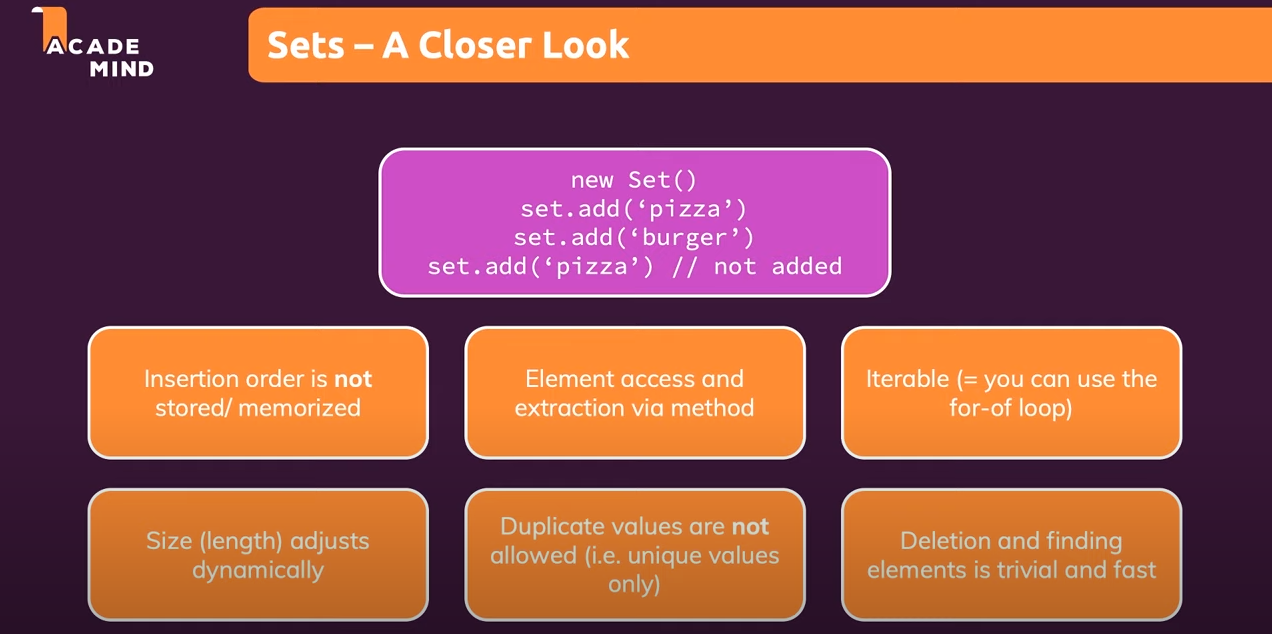 ACADE
MIND
Sets – A Closer Look
new Set()
set.add(‘pizza’)
set.add(‘burger’)
set.add(‘pizza’) // not added
Insertion order is not
stored/ memorized
Element access and
extraction via method
Iterable (= you can use the
for-of loop)
Size (length) adjusts
dynamically
Duplicate values are not
allowed (i.e. unique values
only)
Deletion and finding
elements is trivial and fast